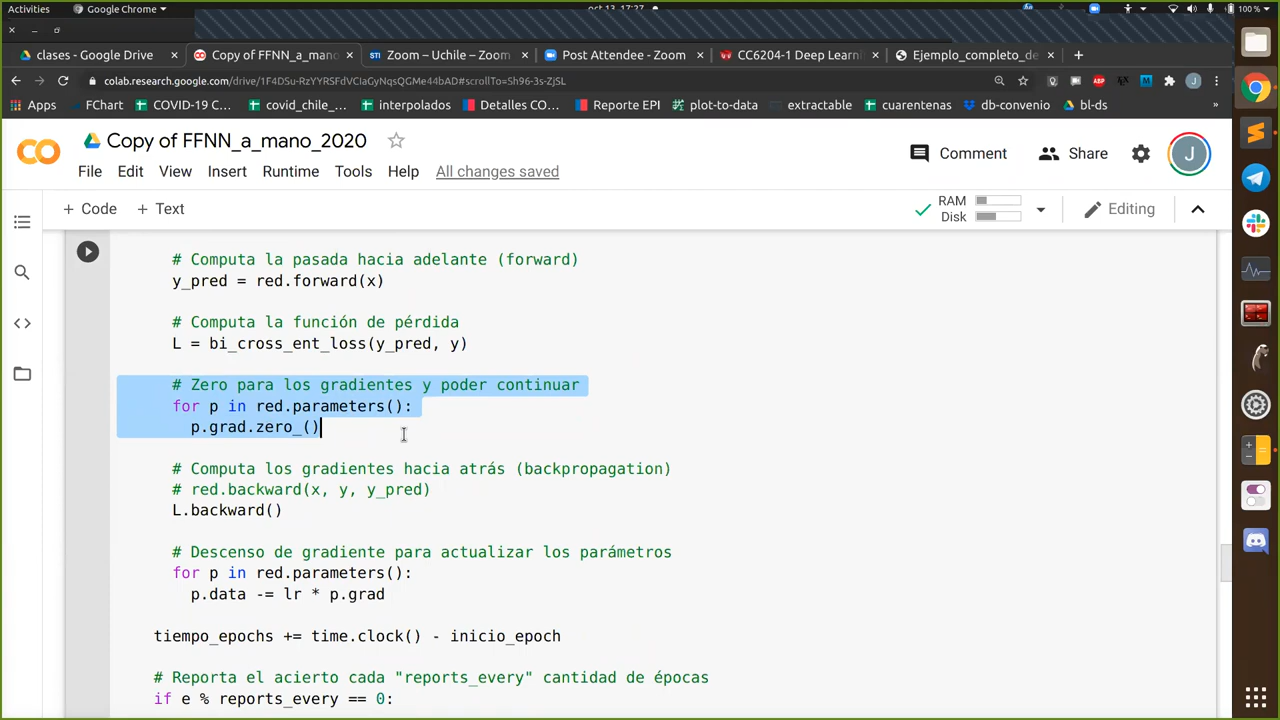 Activities Google Chrome oct 13, 17:27 100 %
clases - Google Drive Copy of FFNN_a_mano_ Zoom – Uchile – Zoom Post Attendee - Zoom CC6204-1 Deep Learni Ejemplo_completo_de
colab.research.google.com/drive/1F4DSu-RzYYRSFdVCIaGyNqsQGMe44bAD#scrollTo=Sh96-3s-ZjSL
Apps FChart COVID-19 C... covid_chile_... interpolados Detalles CO... Reporte EPI plot-to-data extractable cuarentenas db-convenio bl-ds »
Copy of FFNN_a_mano_2020
Comment Share J
File Edit View Insert Runtime Tools Help All changes saved
+ Code + Text RAM Disk Editing
# Computa la pasada hacia adelante (forward)
y_pred = red.forward(x)
# Computa la función de pérdida
L = bi_cross_ent_loss(y_pred, y)
# Zero para los gradientes y poder continuar
for p in red.parameters():
p.grad.zero_()
# Computa los gradientes hacia atrás (backpropagation)
# red.backward(x, y, y_pred)
L.backward()
# Descenso de gradiente para actualizar los parámetros
for p in red.parameters():
p.data -= lr * p.grad
tiempo_epochs += time.clock() - inicio_epoch
# Reporta el acierto cada "reports_every" cantidad de épocas
if e % reports_every == 0: